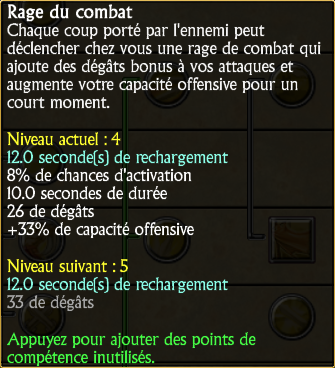 Rage du combat
Chaque coup porté par l'ennemi peut
déclencher chez vous une rage de combat qui
ajoute des dégâts bonus à vos attaques et
augmente votre capacité offensive pour un
court moment.
Niveau actuel : 4
12.0 seconde(s) de rechargement
8% de chances d'activation
10.0 secondes de durée
26 de dégâts
+33% de capacité offensive
Niveau suivant : 5
12.0 seconde(s) de rechargement
33 de dégâts
Appuyez pour ajouter des points de
compétence inutilisés.